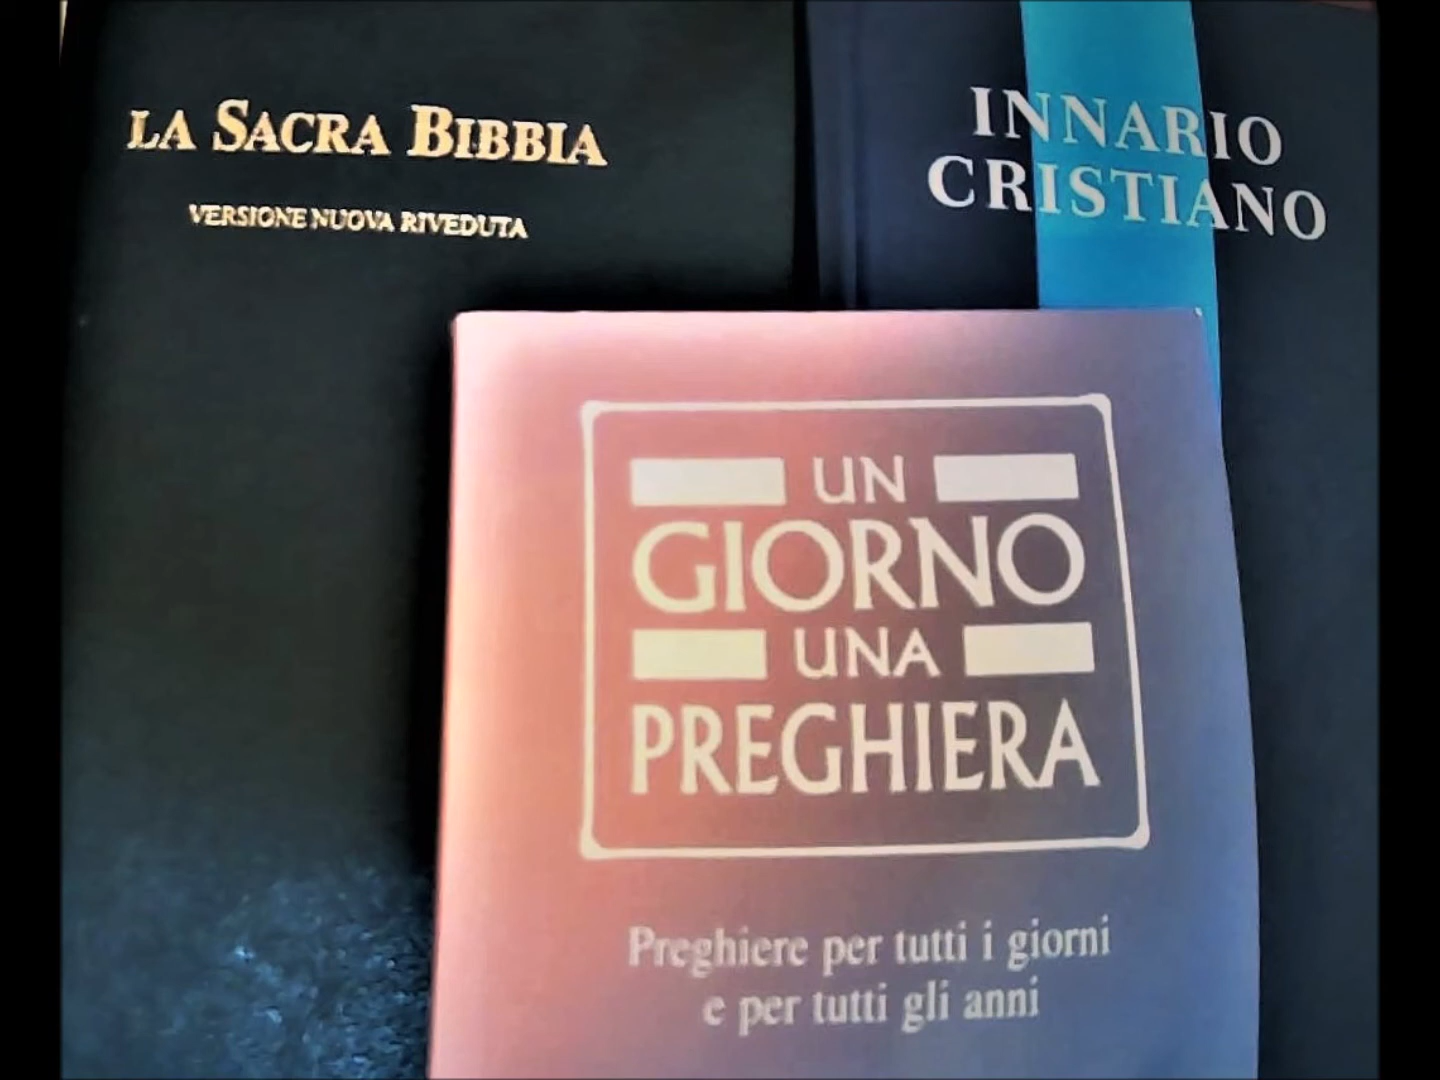 LA SACRA BIBBIA
VERSIONE NUOVA RIVEDUTA
INNARIO
CRISTIANO
UN
GIORNO
UNA
PREGHIERA
Preghiere per tutti i giorni
e per tutti gli anni